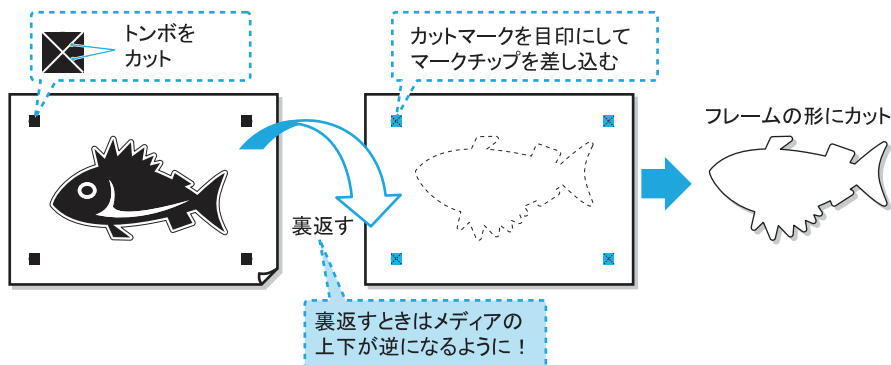 トンボを
カット
カットマークを目印にして
マークチップを差し込む
フレームの形にカット
裏返す
裏返すときはメディアの
上下が逆になるように！